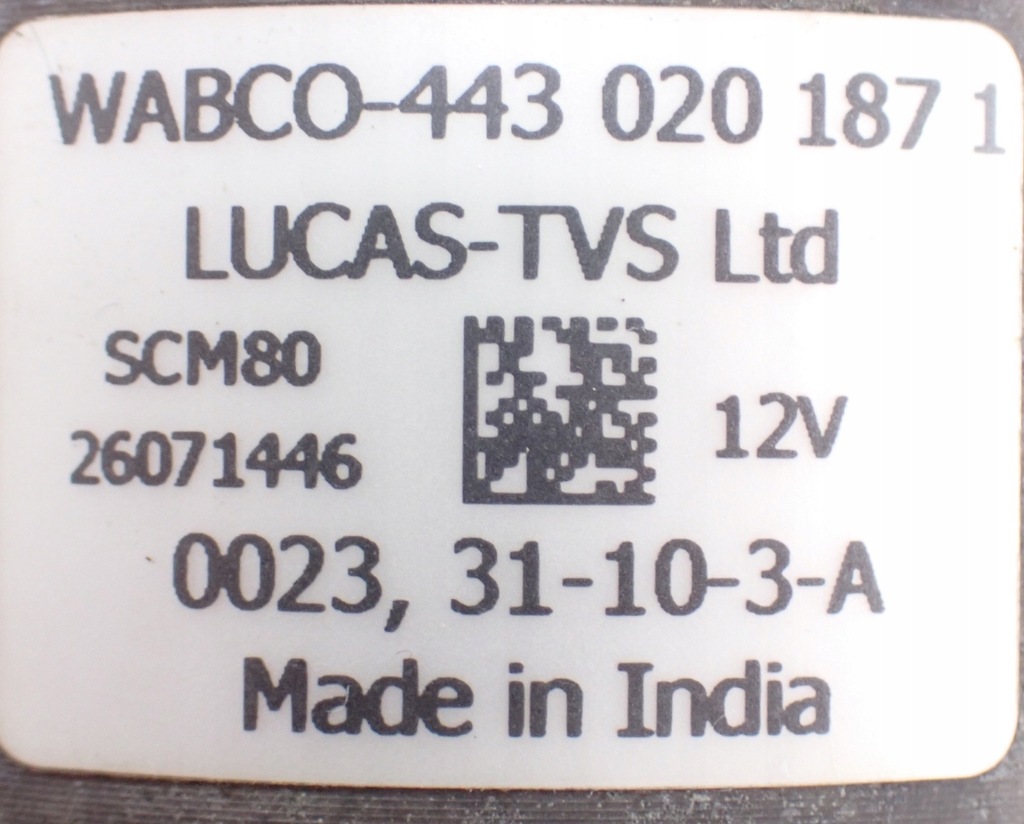 WABCO-443 020 187 1
LUCAS-TVS Ltd
SCM80
12V
26071446
0023, 31-10-3-A
Made in India